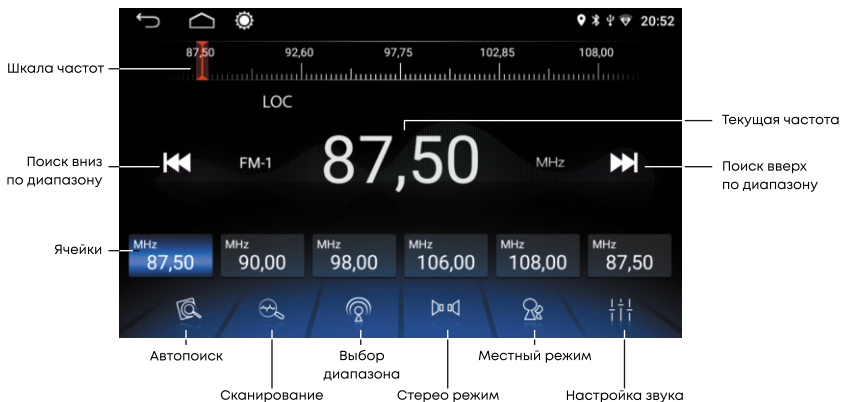 20:52
87,50 92,60 97,75 102,85 108,00
Шкала частот
LOC
Текущая частота
87,50
FM-1
MHz
Поиск вниз
по диапазону
Поиск вверх
по диапазону
Ячейки
MHz MHz MHz MHz MHz MHz
87,50 90,00 98,00 106,00 108,00 87,50
Автопоиск
Выбор
диапазона
Местный режим
Сканирование
Стерео режим
Настройка звука